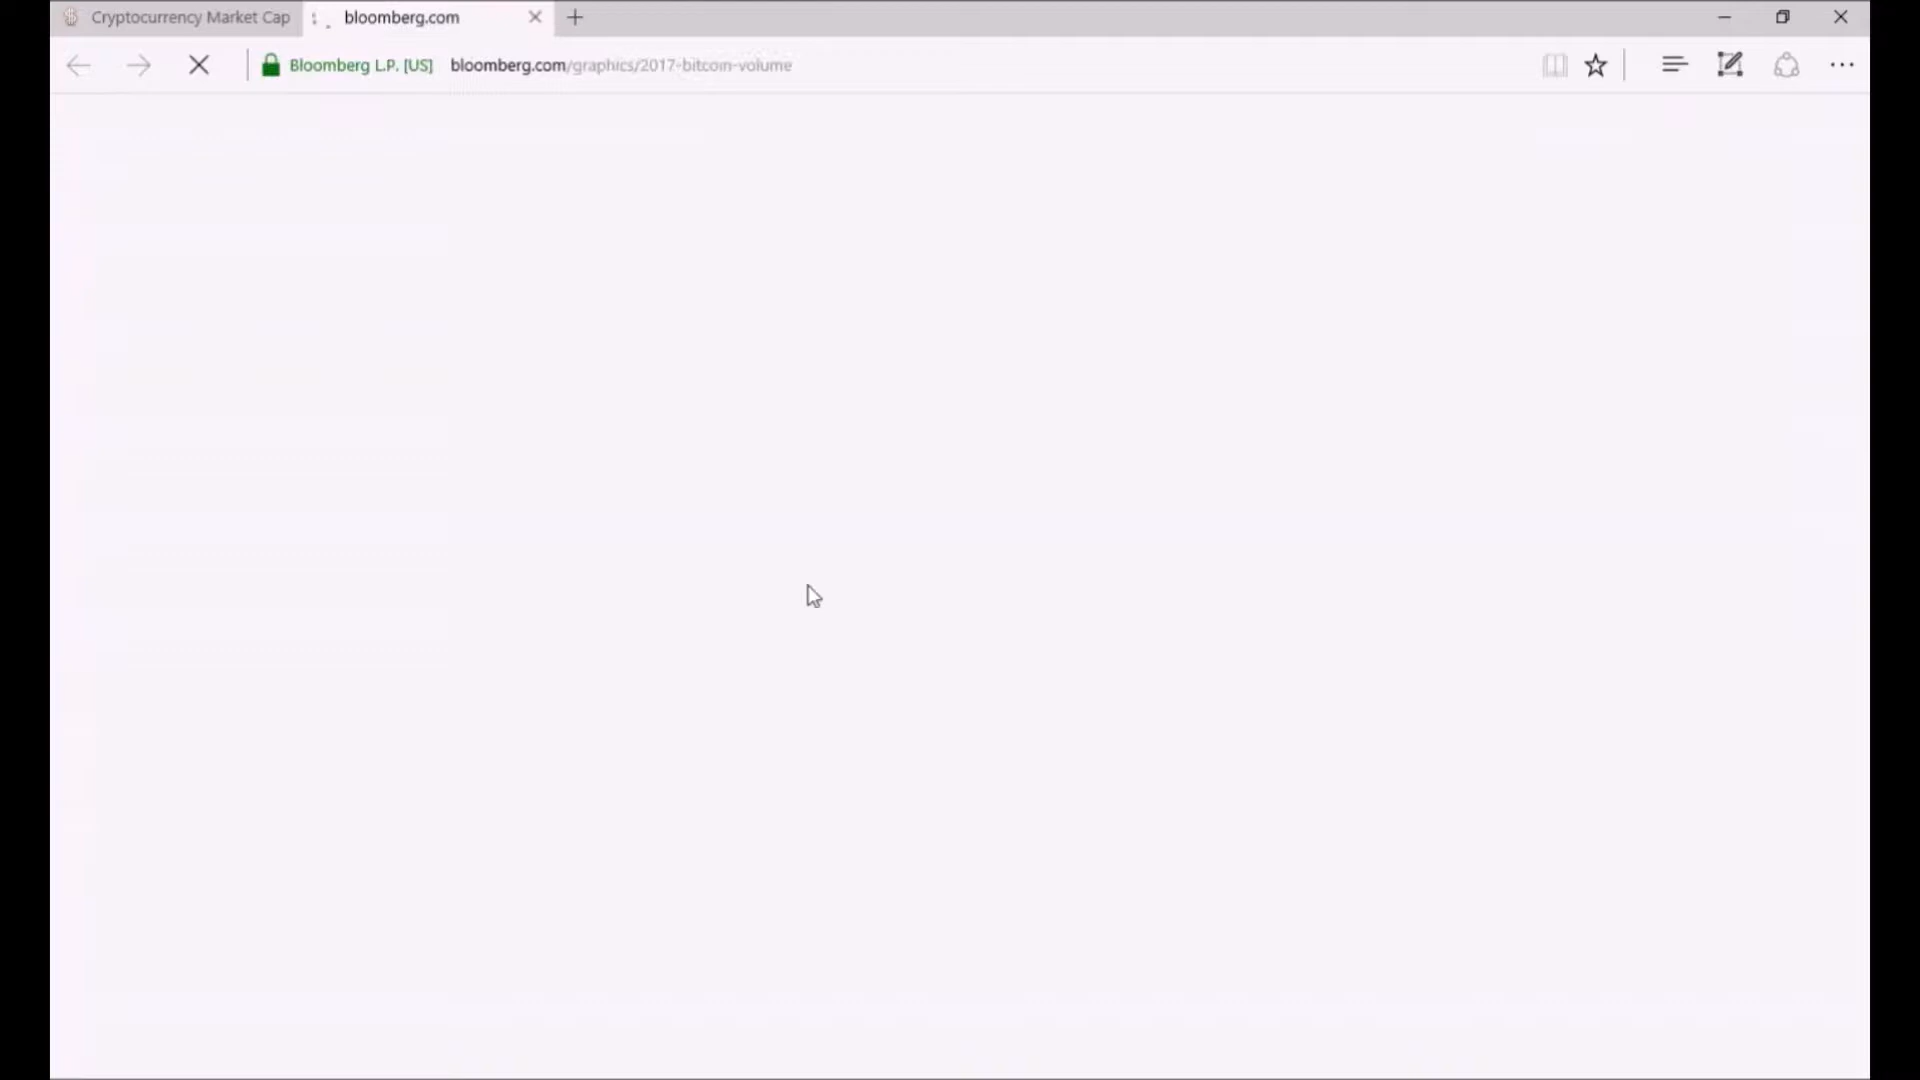 Cryptocurrency Market Cap
bloomberg.com
Bloomberg L.P. [US]
bloomberg.com/graphics/2017-bitcoin-volume